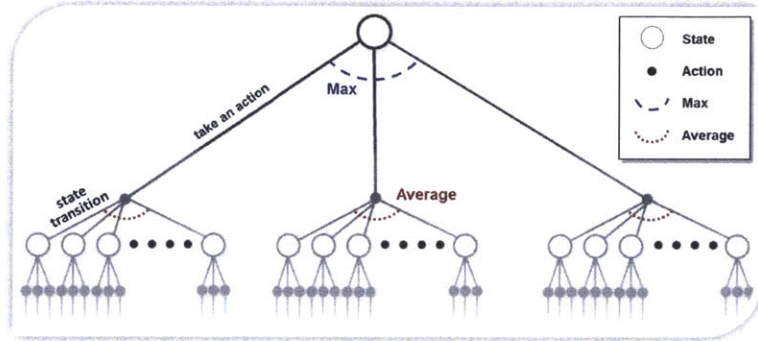 State
Action
Max
Average
Max
take an action
state
transition
Average